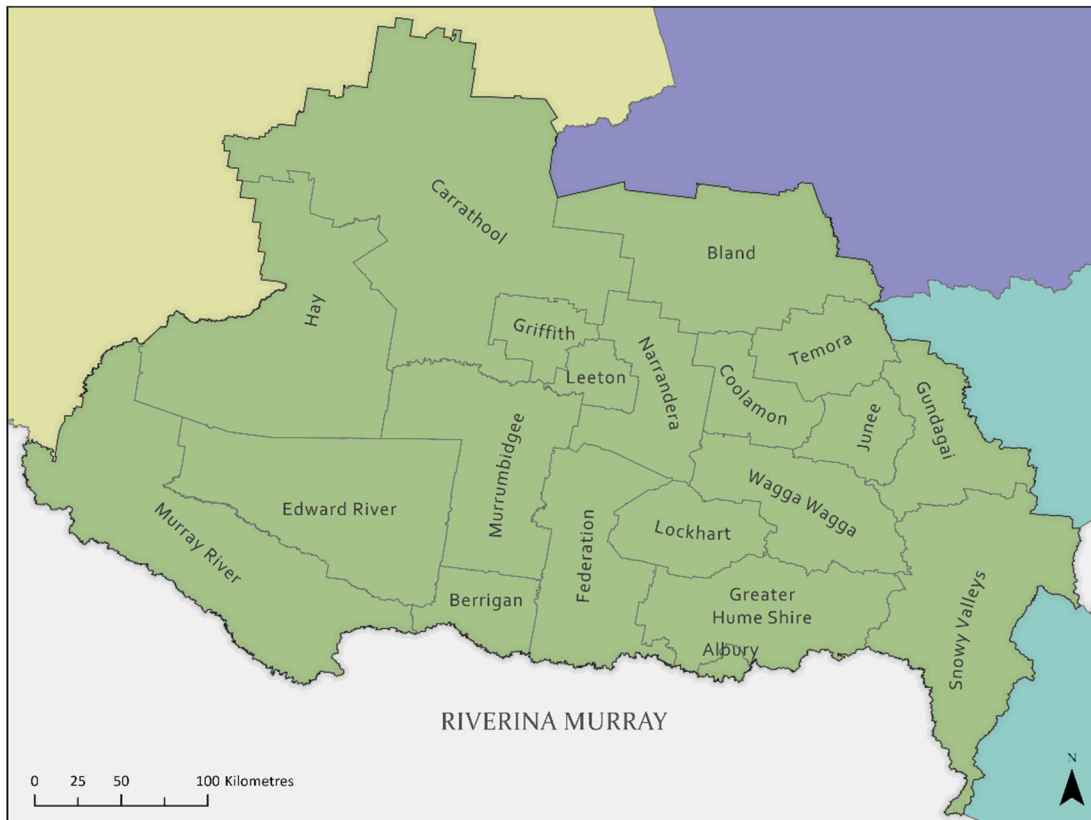 Carrathool
Bland
Hay
Griffith
Narrandera
Temora
Leeton
Coolamon
Gundagai
Junee
Murrumbidgee
Wagga Wagga
Edward River
Murray River
Federation
Lockhart
Berrigan
Greater
Hume Shire
Snowy Valleys
Albury
RIVERINA MURRAY
0 25 50 100 Kilometres
N